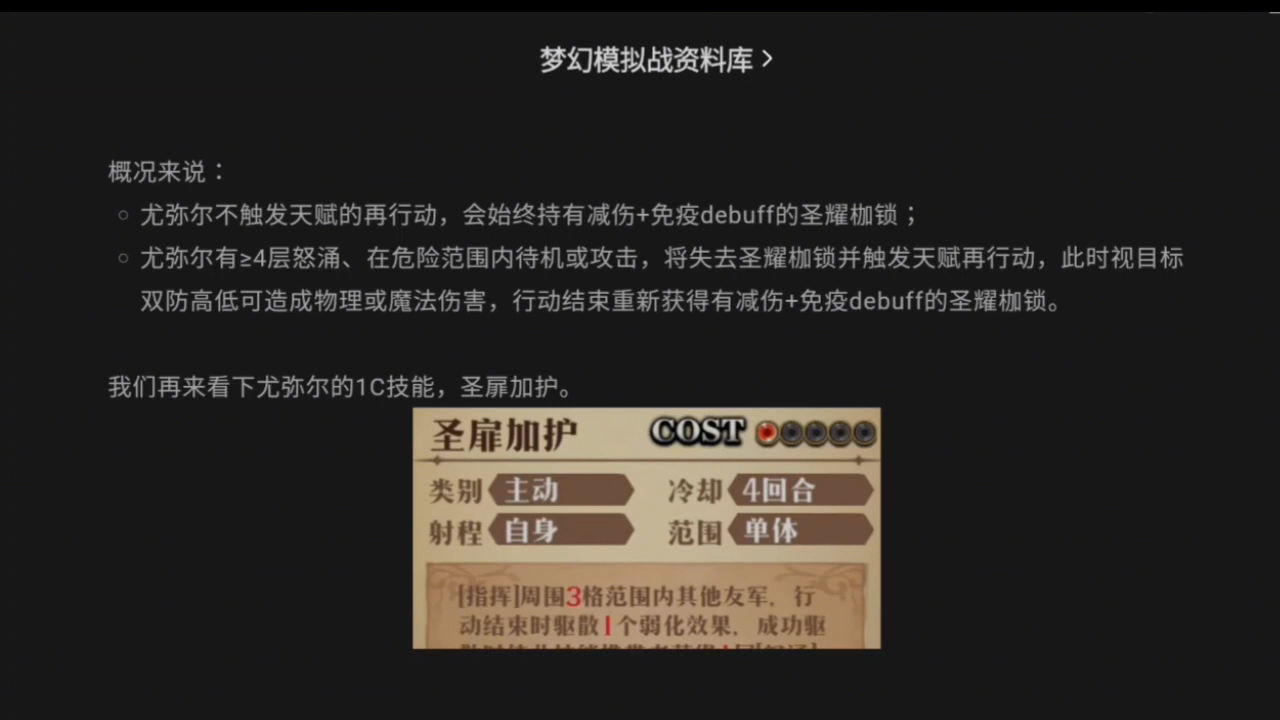 梦幻模拟战资料库 >
概况来说：
尤弥尔不触发天赋的再行动，会始终持有减伤+免疫debuff的圣耀枷锁；
尤弥尔有≥4层怒涌、在危险范围内待机或攻击，将失去圣耀枷锁并触发天赋再行动，此时视目标
双防高低可造成物理或魔法伤害，行动结束重新获得有减伤+免疫debuff的圣耀枷锁。
我们再来看下尤弥尔的1C技能，圣扉加护。
圣扉加护 COST
类别 主动 冷却 4回合
射程 自身 范围 单体
[指挥]周围3格范围内其他友军，行
动结束时驱散1个弱化效果，成功驱